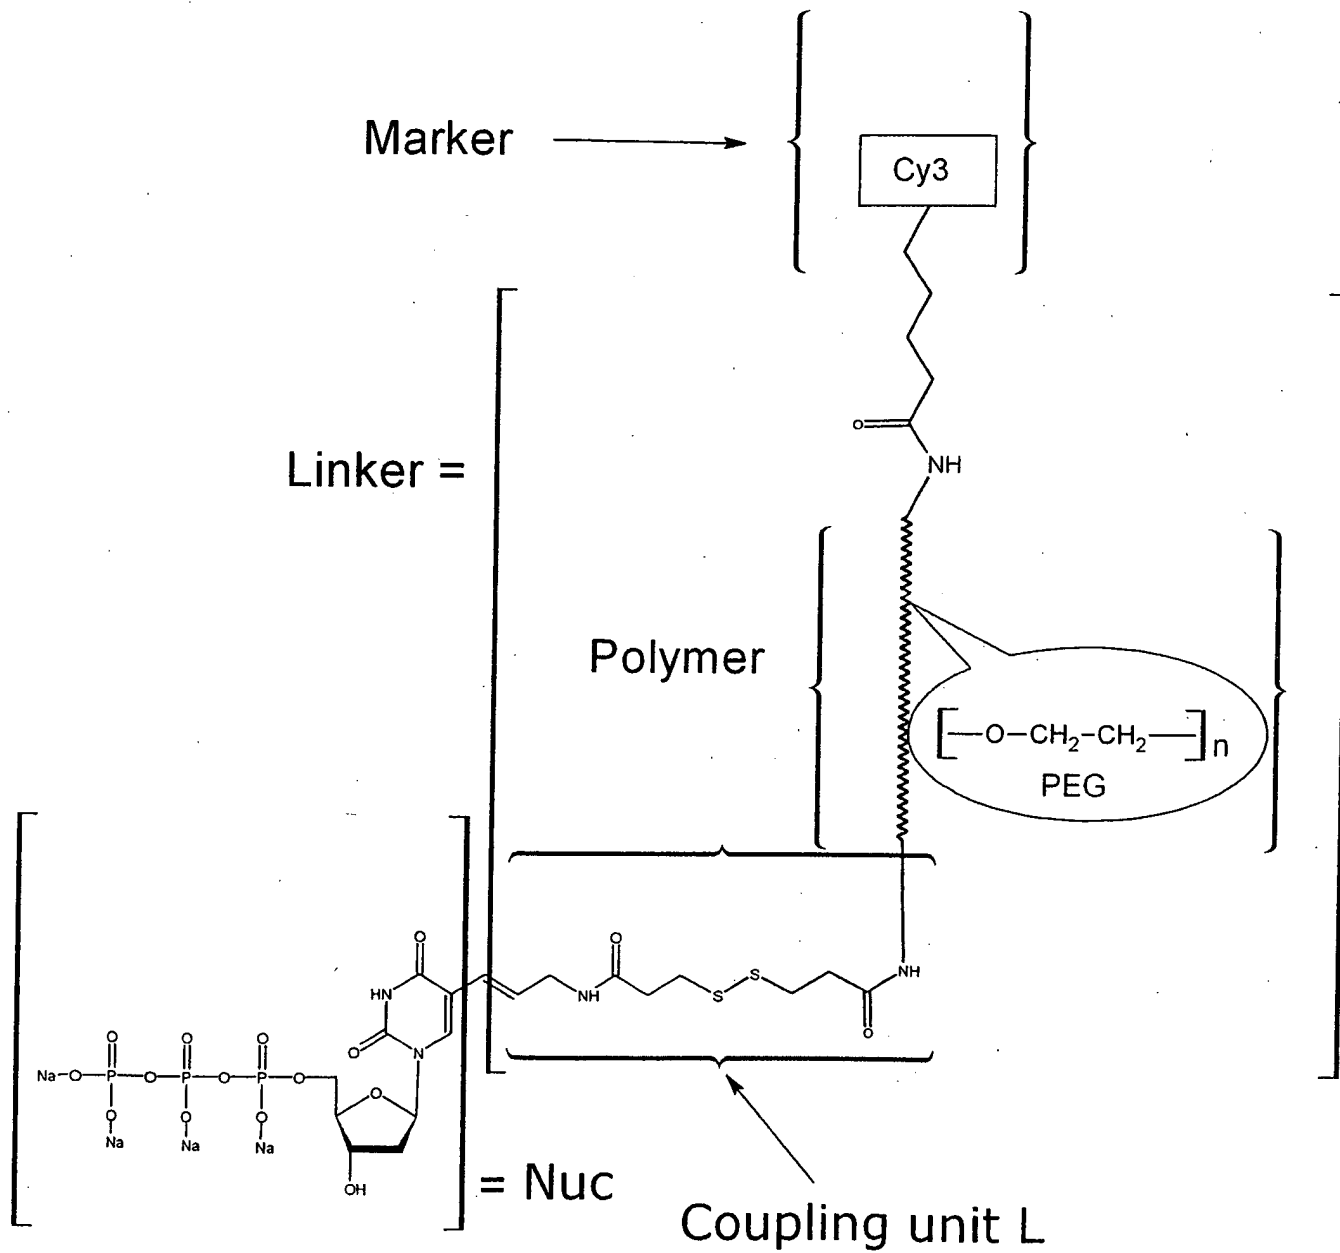 Marker
Cy3
O
NH
Linker =
Polymer
[—O—CH₂–CH₂—]n
PEG
O
HN
O
N
NH
O
S
S
NH
O
O O O
Na–O–P–O–P–O–P–O
O O O
Na Na Na
O
OH
= Nuc
Coupling unit L